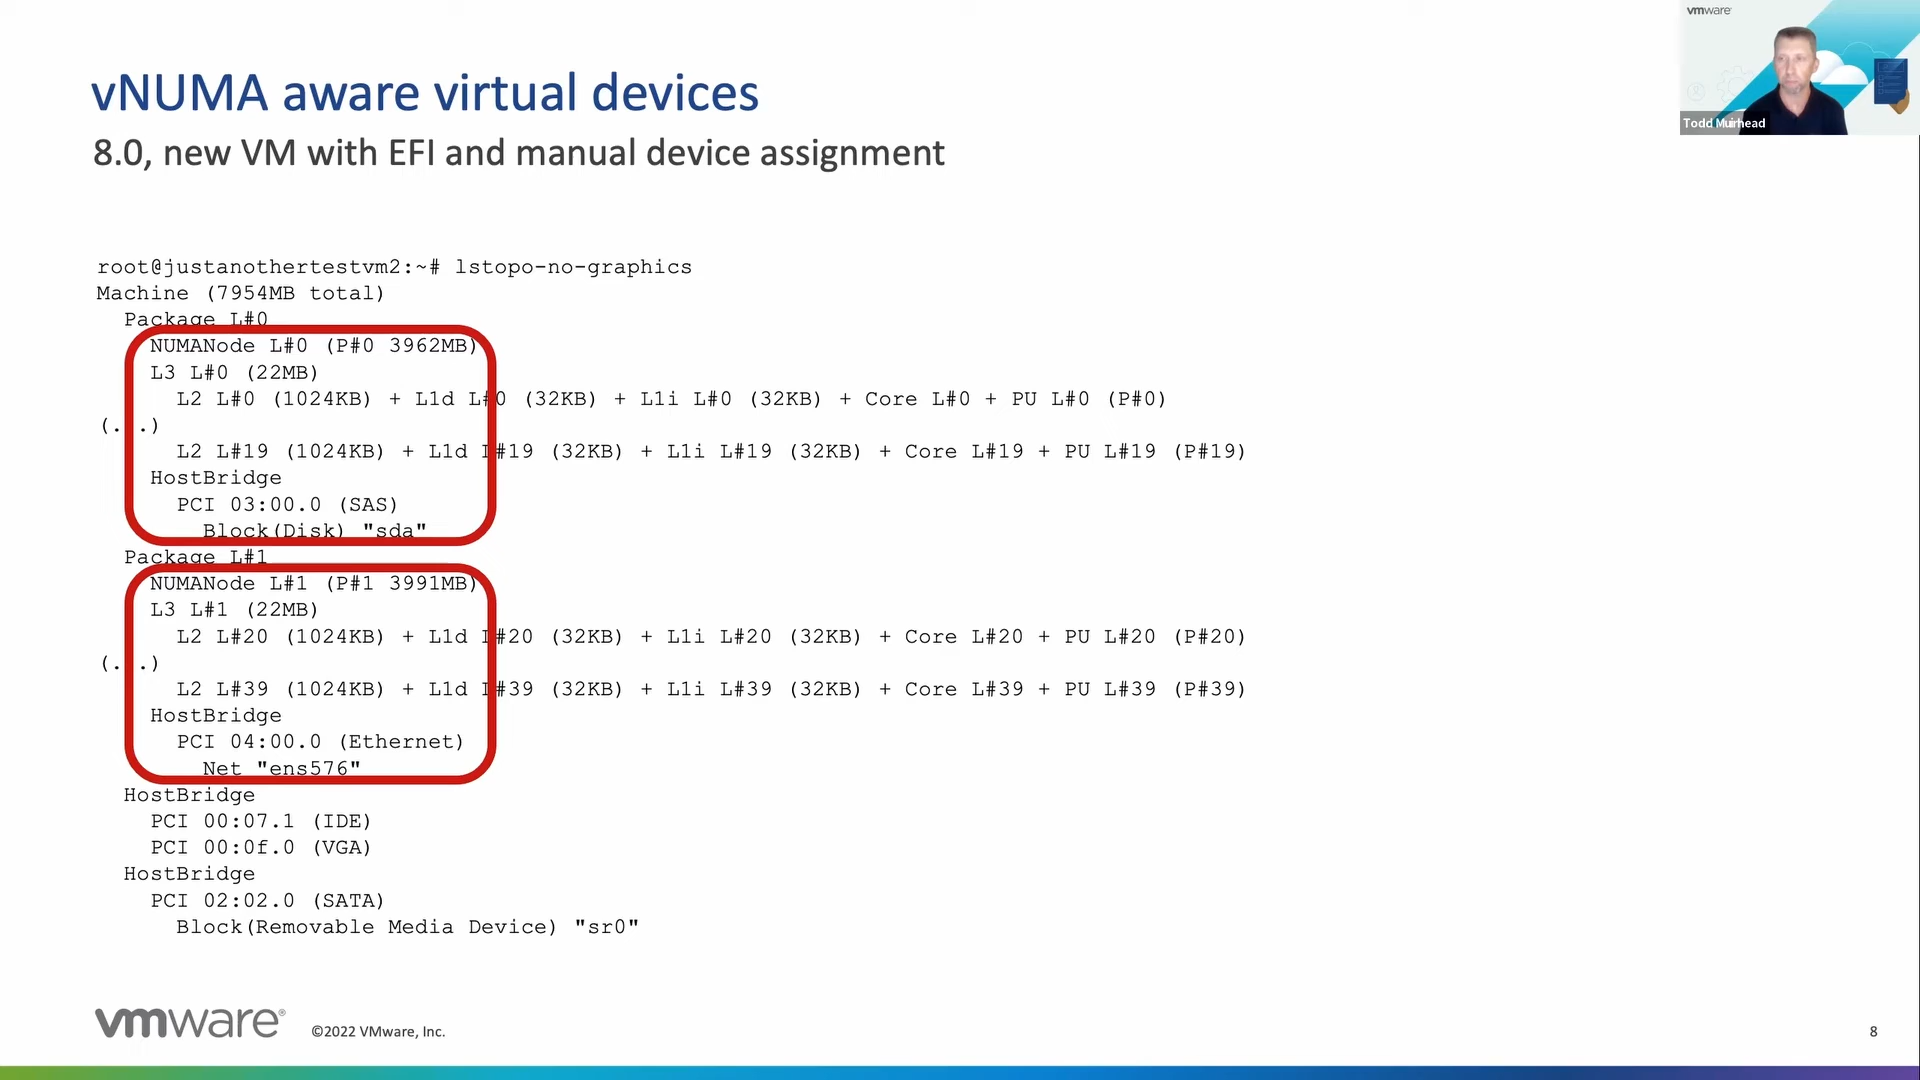 vmware
Todd Muirhead
vNUMA aware virtual devices
8.0, new VM with EFI and manual device assignment
root@justanothertestvm2:~# lstopo-no-graphics
Machine (7954MB total)
Package L#0
NUMANode L#0 (P#0 3962MB)
L3 L#0 (22MB)
L2 L#0 (1024KB) + L1d L#0 (32KB) + L1i L#0 (32KB) + Core L#0 + PU L#0 (P#0)
(...)
L2 L#19 (1024KB) + L1d L#19 (32KB) + L1i L#19 (32KB) + Core L#19 + PU L#19 (P#19)
HostBridge
PCI 03:00.0 (SAS)
Block(Disk) "sda"
Package L#1
NUMANode L#1 (P#1 3991MB)
L3 L#1 (22MB)
L2 L#20 (1024KB) + L1d L#20 (32KB) + L1i L#20 (32KB) + Core L#20 + PU L#20 (P#20)
(...)
L2 L#39 (1024KB) + L1d L#39 (32KB) + L1i L#39 (32KB) + Core L#39 + PU L#39 (P#39)
HostBridge
PCI 04:00.0 (Ethernet)
Net "ens576"
HostBridge
PCI 00:07.1 (IDE)
PCI 00:0f.0 (VGA)
HostBridge
PCI 02:02.0 (SATA)
Block(Removable Media Device) "sr0"
vmware®
©2022 VMware, Inc.
8